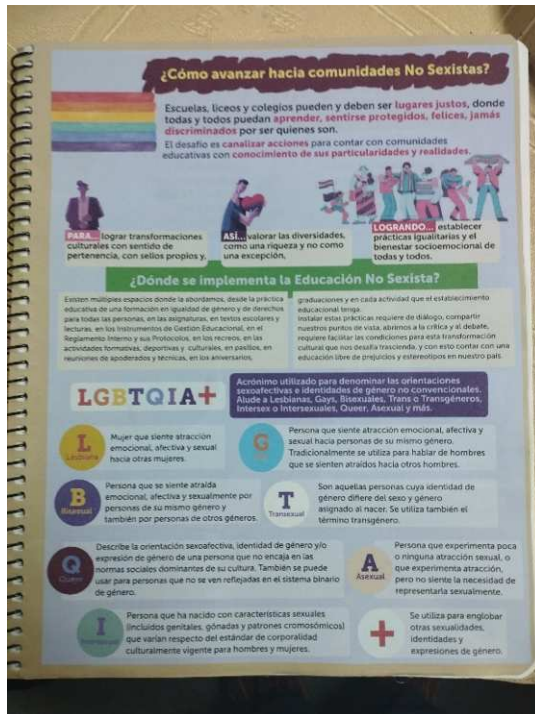 ¿Cómo avanzar hacia comunidades No Sexistas?
Escuelas, liceos y colegios pueden y deben ser lugares justos, donde
todas y todos puedan aprender, sentirse protegidos, felices, jamás
discriminados por ser quienes son.
El desafío es canalizar acciones para contar con comunidades
educativas con conocimiento de sus particularidades y realidades.
PARA... lograr transformaciones
culturales con sentido de
pertenencia, con sellos propios y,
ASÍ... valorar las diversidades,
como una riqueza y no como
una excepción,
LOGRANDO... establecer
prácticas igualitarias y el
bienestar socioemocional de
todas y todos.
¿Dónde se implementa la Educación No Sexista?
Existen múltiples espacios donde la abordamos, desde la práctica
educativa de una formación en igualdad de género y de derechos
para todas las personas, en las asignaturas, en textos escolares y
lecturas, en los Instrumentos de Gestión Educacional, en el
Reglamento Interno y sus Protocolos, en los recreos, en las
actividades formativas, deportivas y culturales, en pasillos, en
reuniones de apoderados y técnicas, en los aniversarios,
graduaciones y en cada actividad que el establecimiento
educacional tenga.
Instalar estas prácticas requiere de diálogo, compartir
nuestros puntos de vista, abrirnos a la crítica y al debate,
requiere facilitar las condiciones para esta transformación
cultural que nos desafía trascienda, y con esto contar con una
educación libre de prejuicios y estereotipos en nuestro país.
LGBTQIA+
Acrónimo utilizado para denominar las orientaciones
sexoafectivas e identidades de género no convencionales.
Alude a Lesbianas, Gays, Bisexuales, Trans o Transgéneros,
Intersex o Intersexuales, Queer, Asexual y más.
L
Lesbiana
Mujer que siente atracción
emocional, afectiva y sexual
hacia otras mujeres.
G
Persona que siente atracción emocional, afectiva y
sexual hacia personas de su mismo género.
Tradicionalmente se utiliza para hablar de hombres
que se sienten atraídos hacia otros hombres.
B
Bisexual
Persona que se siente atraída
emocional, afectiva y sexualmente por
personas de su mismo género y
también por personas de otros géneros.
T
Transexual
Son aquellas personas cuya identidad de
género difiere del sexo y género
asignado al nacer. Se utiliza también el
término transgénero.
Q
Queer
Describe la orientación sexoafectiva, identidad de género y/o
expresión de género de una persona que no encaja en las
normas sociales dominantes de su cultura. También se puede
usar para personas que no se ven reflejadas en el sistema binario
de género.
A
Asexual
Persona que experimenta poca
o ninguna atracción sexual, o
que experimenta atracción,
pero no siente la necesidad de
representarla sexualmente.
I
Intersexual
Persona que ha nacido con características sexuales
(incluidos genitales, gónadas y patrones cromosómicos)
que varían respecto del estándar de corporalidad
culturalmente vigente para hombres y mujeres.
+
Se utiliza para englobar
otras sexualidades,
identidades y
expresiones de género.